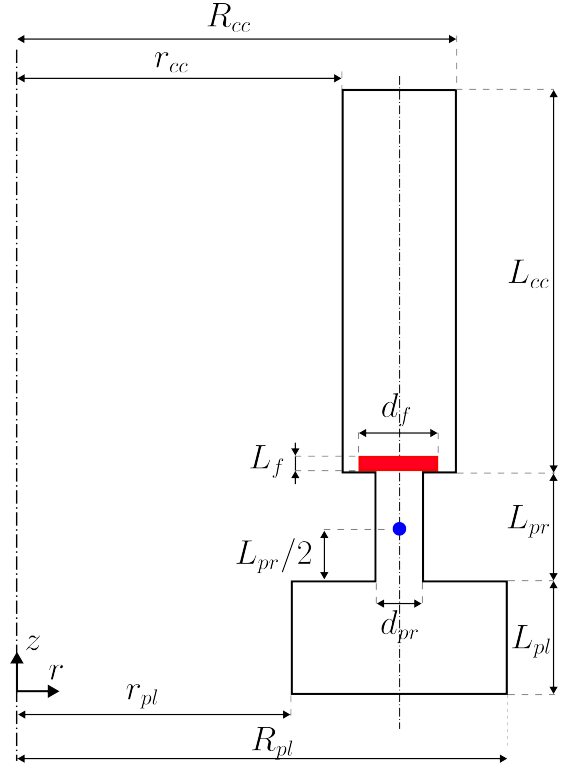 R_cc
r_cc
L_cc
d_f
L_f
L_pr
L_pr/2
d_pr
L_pl
z
r
r_pl
R_pl